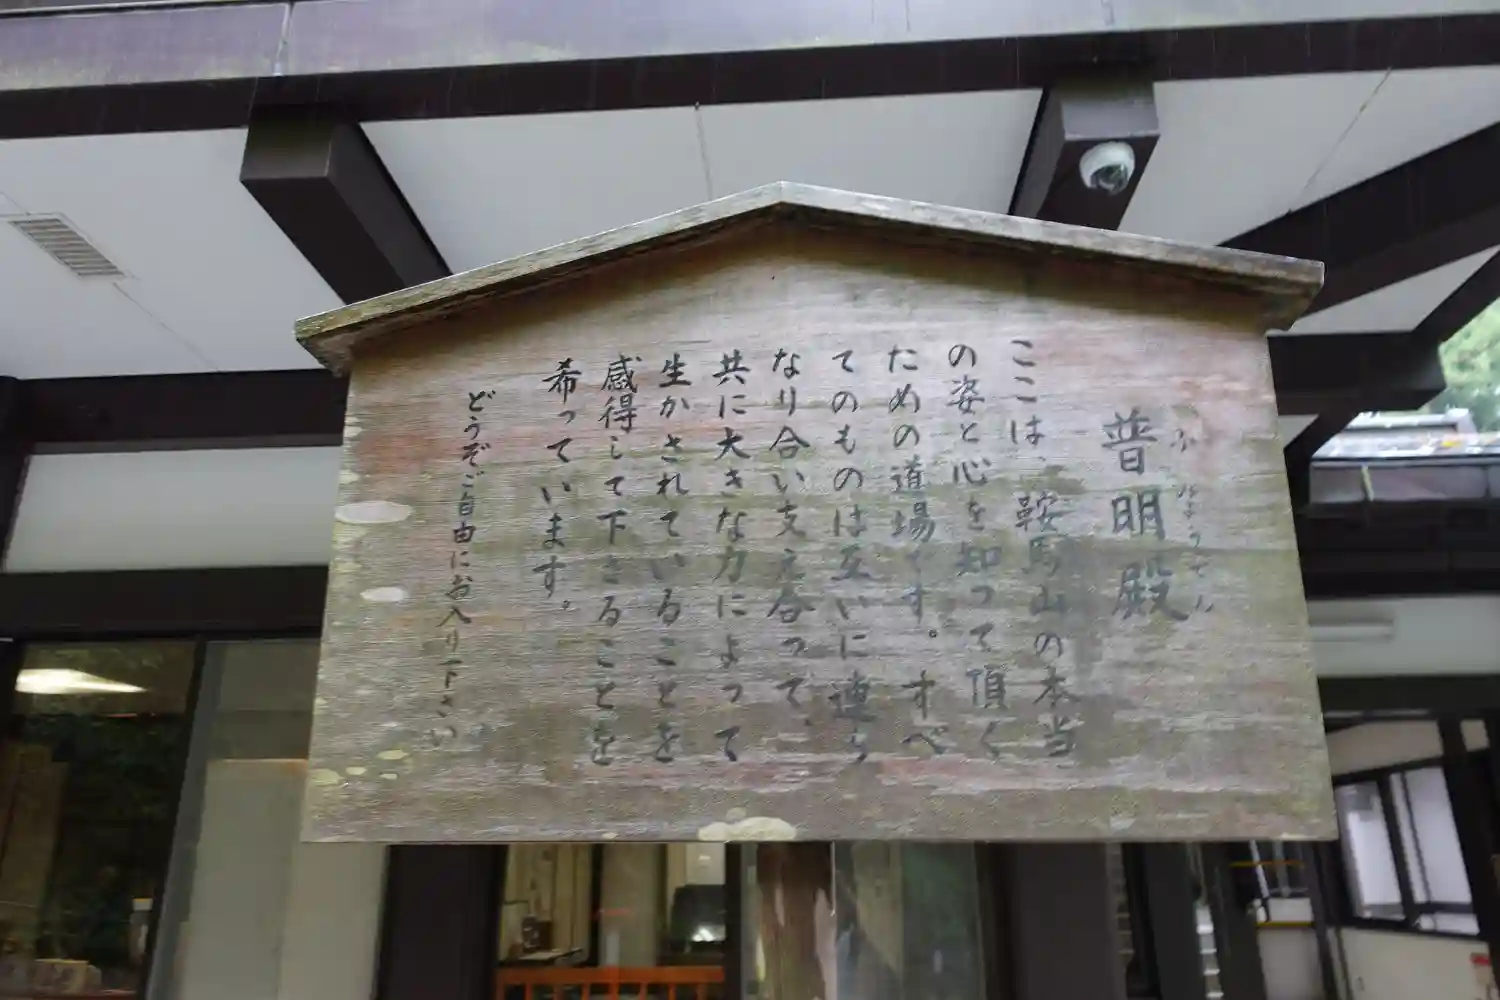 普明殿
ふみょうでん
ここは、鞍馬山の本当
の姿と心を知って頂く
ための道場です。すべ
てのものは互いに連ら
なり合い支え合って、
共に大きな力によって
生かされていることを
感得して下さることを
希っています。
どうぞご自由にお入り下さい